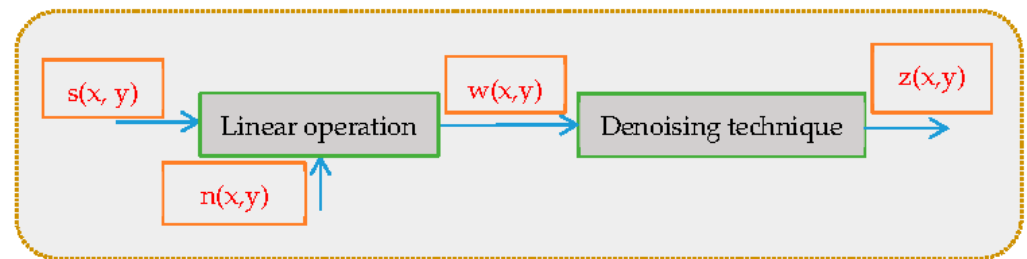 s(x, y)
Linear operation
n(x,y)
w(x,y)
Denoising technique
z(x,y)